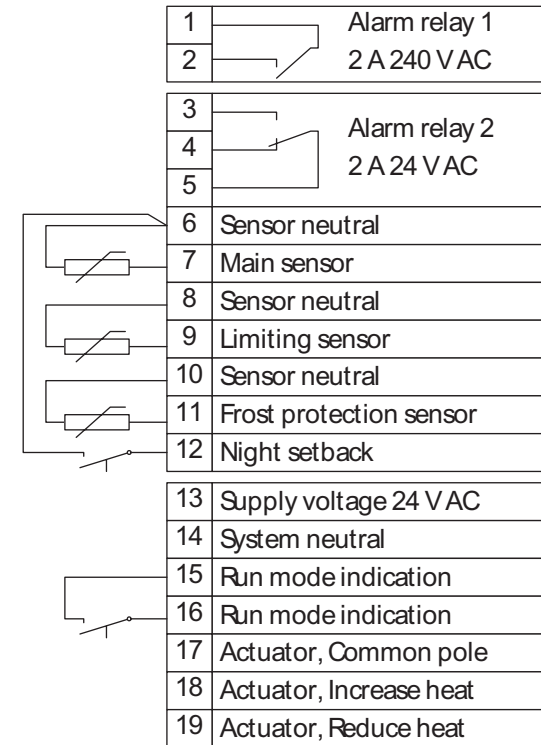 1 Alarm relay 1
2 2 A 240 V AC
3
4 Alarm relay 2
2 A 24 V AC
5
6 Sensor neutral
7 Main sensor
8 Sensor neutral
9 Limiting sensor
10 Sensor neutral
11 Frost protection sensor
12 Night setback
13 Supply voltage 24 V AC
14 System neutral
15 Run mode indication
16 Run mode indication
17 Actuator, Common pole
18 Actuator, Increase heat
19 Actuator, Reduce heat